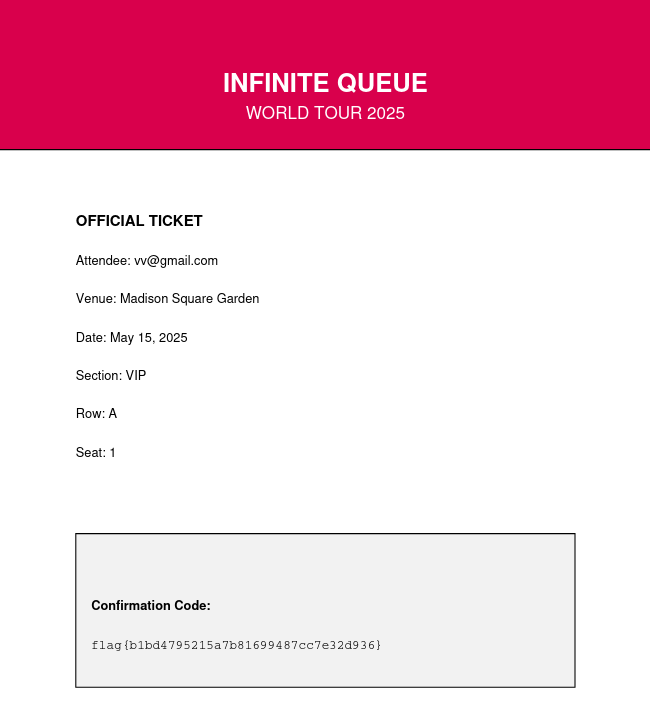 INFINITE QUEUE
WORLD TOUR 2025
OFFICIAL TICKET
Attendee: vv@gmail.com
Venue: Madison Square Garden
Date: May 15, 2025
Section: VIP
Row: A
Seat: 1
Confirmation Code:
flag{b1bd4795215a7b81699487cc7e32d936}